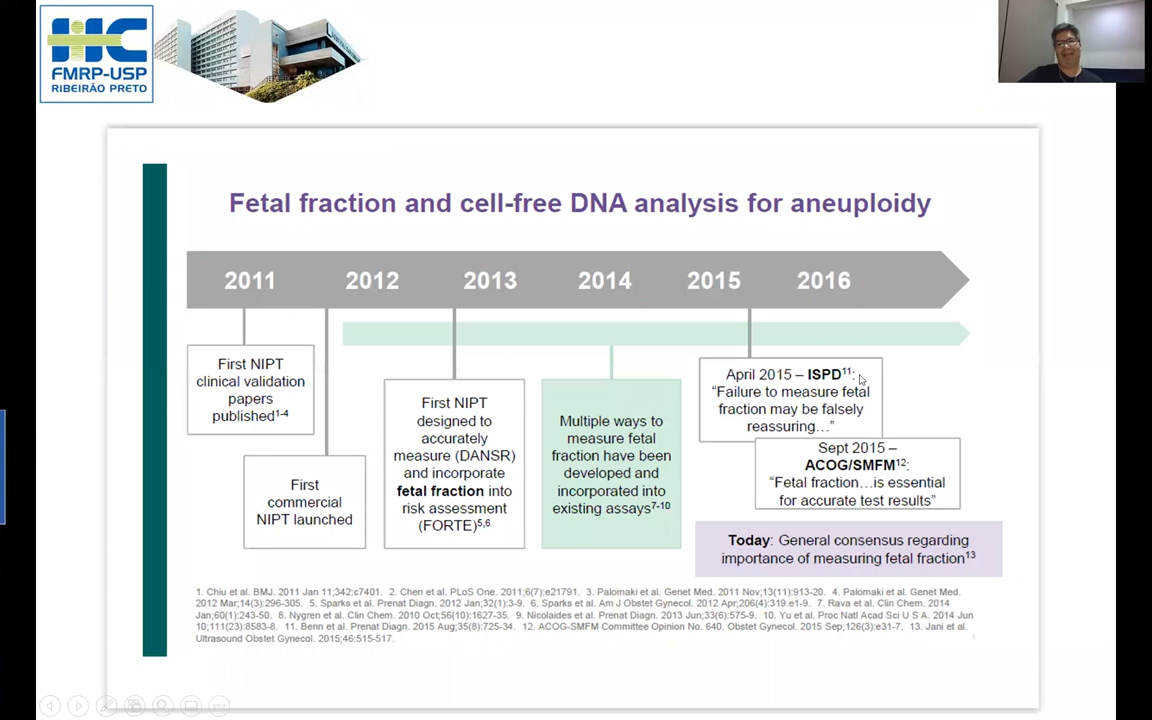 HC
FMRP-USP
RIBEIRÃO PRETO
Fetal fraction and cell-free DNA analysis for aneuploidy
2011 2012 2013 2014 2015 2016
First NIPT
clinical validation
papers
published1-4
First
commercial
NIPT launched
First NIPT
designed to
accurately
measure (DANSR)
and incorporate
fetal fraction into
risk assessment
(FORTE)5,6
Multiple ways to
measure fetal
fraction have been
developed and
incorporated into
existing assays7-10
April 2015 – ISPD11:
“Failure to measure fetal
fraction may be falsely
reassuring…”
Sept 2015 –
ACOG/SMFM12:
“Fetal fraction…is essential
for accurate test results”
Today: General consensus regarding
importance of measuring fetal fraction13
1. Chiu et al. BMJ. 2011 Jan 11;342:c7401. 2. Chen et al. PLoS One. 2011;6(7):e21791. 3. Palomaki et al. Genet Med. 2011 Nov;13(11):913-20. 4. Palomaki et al. Genet Med.
2012 Mar;14(3):296-305. 5. Sparks et al. Prenat Diagn. 2012 Jan;32(1):3-9. 6. Sparks et al. Am J Obstet Gynecol. 2012 Apr;206(4):319.e1-9. 7. Rava et al. Clin Chem. 2014
Jan;60(1):243-50. 8. Nygren et al. Clin Chem. 2010 Oct;56(10):1627-35. 9. Nicolaides et al. Prenat Diagn. 2013 Jun;33(6):575-9. 10. Yu et al. Proc Natl Acad Sci U S A. 2014 Jun
10;111(23):8583-8. 11. Benn et al. Prenat Diagn. 2015 Aug;35(8):725-34. 12. ACOG-SMFM Committee Opinion No. 640. Obstet Gynecol. 2015 Sep;126(3):e31-7. 13. Jani et al.
Ultrasound Obstet Gynecol. 2015;46:515-517.